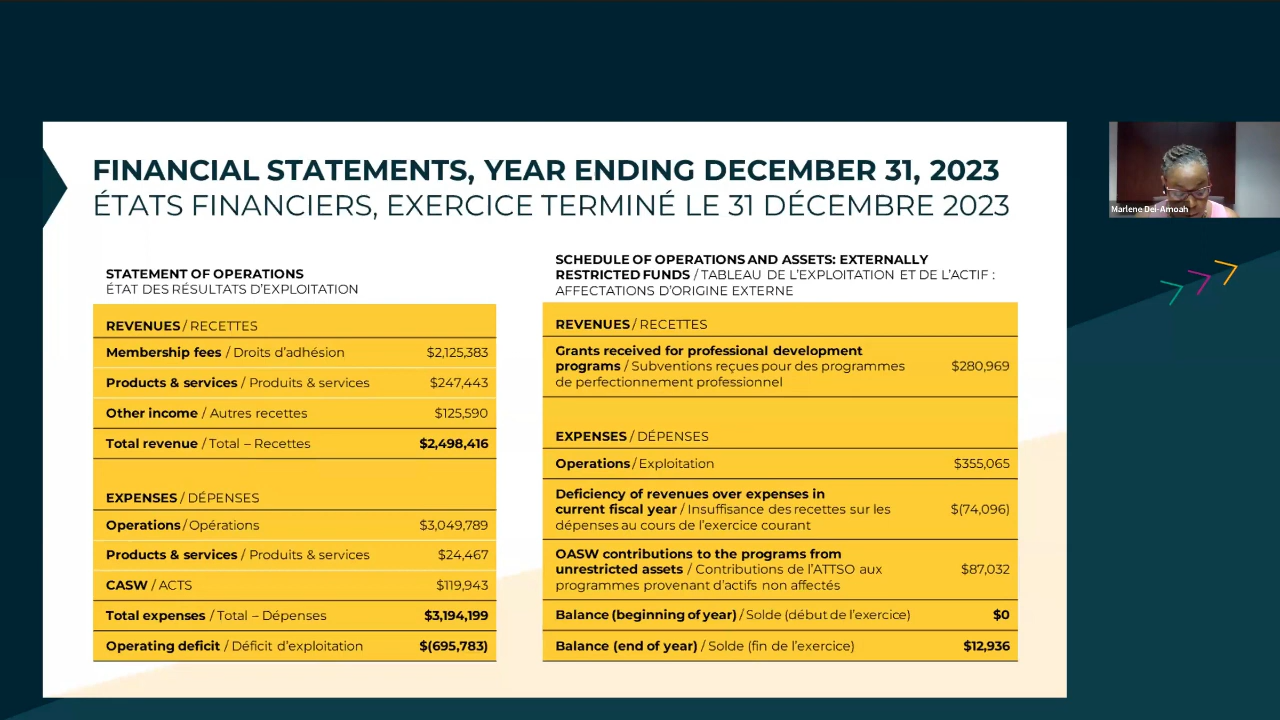 FINANCIAL STATEMENTS, YEAR ENDING DECEMBER 31, 2023
ÉTATS FINANCIERS, EXERCICE TERMINÉ LE 31 DÉCEMBRE 2023
STATEMENT OF OPERATIONS
ÉTAT DES RÉSULTATS D'EXPLOITATION
REVENUES / RECETTES
Membership fees / Droits d'adhésion $2,125,383
Products & services / Produits & services $247,443
Other income / Autres recettes $125,590
Total revenue / Total – Recettes $2,498,416
EXPENSES / DÉPENSES
Operations / Opérations $3,049,789
Products & services / Produits & services $24,467
CASW / ACTS $119,943
Total expenses / Total – Dépenses $3,194,199
Operating deficit / Déficit d'exploitation $(695,783)
SCHEDULE OF OPERATIONS AND ASSETS: EXTERNALLY
RESTRICTED FUNDS / TABLEAU DE L'EXPLOITATION ET DE L'ACTIF :
AFFECTATIONS D'ORIGINE EXTERNE
REVENUES / RECETTES
Grants received for professional development
programs / Subventions reçues pour des programmes $280,969
de perfectionnement professionnel
EXPENSES / DÉPENSES
Operations / Exploitation $355,065
Deficiency of revenues over expenses in
current fiscal year / Insuffisance des recettes sur les $(74,096)
dépenses au cours de l'exercice courant
OASW contributions to the programs from
unrestricted assets / Contributions de l'ATTSO aux $87,032
programmes provenant d'actifs non affectés
Balance (beginning of year) / Solde (début de l'exercice) $0
Balance (end of year) / Solde (fin de l'exercice) $12,936
Marlene Dei-Amoah